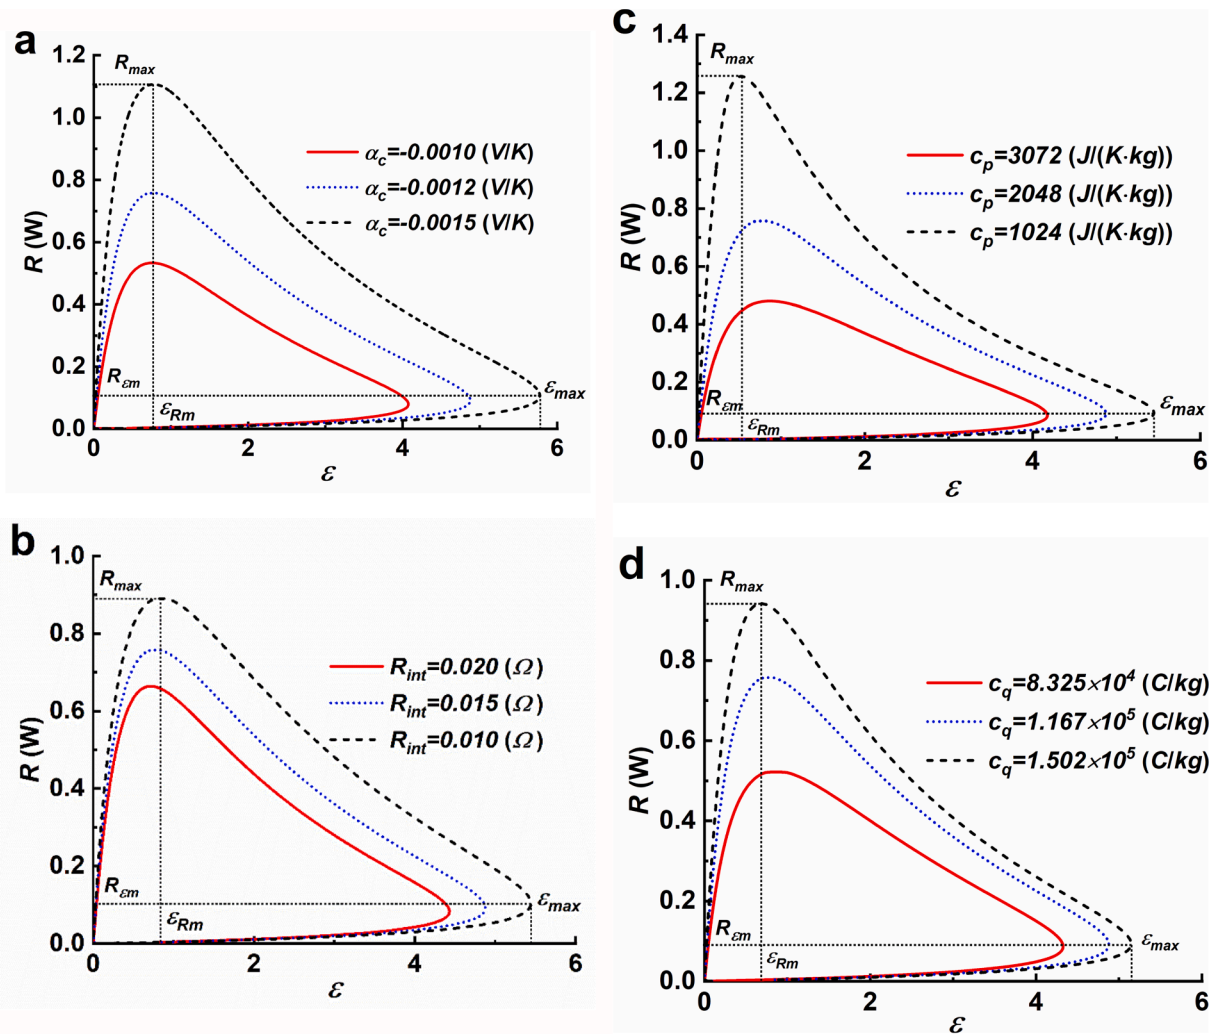 a
R (W)
1.2
1.0
0.8
0.6
0.4
0.2
0.0
R_max
α_c=-0.0010 (V/K)
α_c=-0.0012 (V/K)
α_c=-0.0015 (V/K)
R_εm
ε_Rm
ε_max
0
2
4
6
ε
b
R (W)
1.0
0.8
0.6
0.4
0.2
0.0
R_max
R_int=0.020 (Ω)
R_int=0.015 (Ω)
R_int=0.010 (Ω)
R_εm
ε_Rm
ε_max
0
2
4
6
ε
c
R (W)
1.4
1.2
1.0
0.8
0.6
0.4
0.2
0.0
R_max
c_p=3072 (J/(K·kg))
c_p=2048 (J/(K·kg))
c_p=1024 (J/(K·kg))
R_εm
ε_Rm
ε_max
0
2
4
6
ε
d
R (W)
1.0
0.8
0.6
0.4
0.2
0.0
R_max
c_q=8.325×10⁴ (C/kg)
c_q=1.167×10⁵ (C/kg)
c_q=1.502×10⁵ (C/kg)
R_εm
ε_Rm
ε_max
0
2
4
6
ε